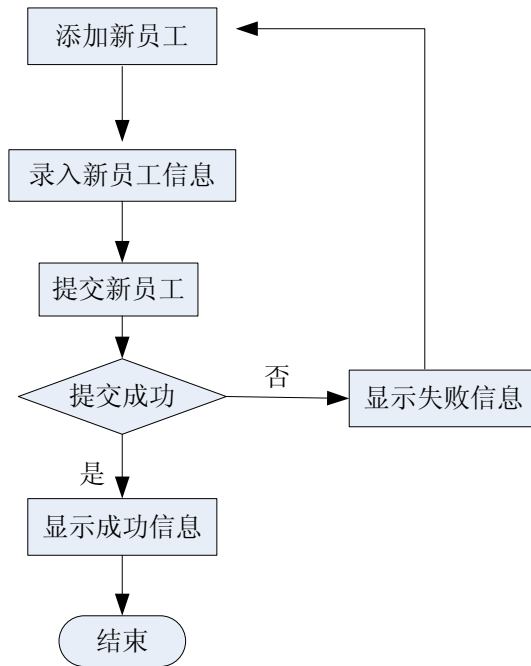 添加新员工
录入新员工信息
提交新员工
提交成功
否
显示失败信息
是
显示成功信息
结束